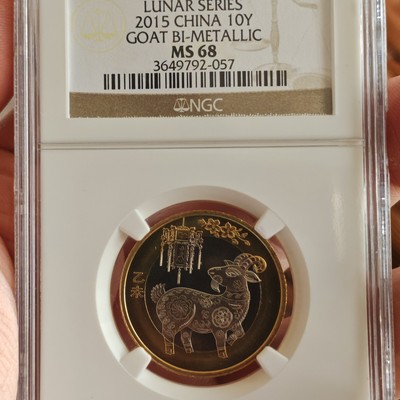 LUNAR SERIES
2015 CHINA 10Y
GOAT BI-METALLIC
MS 68
3649792-057
NGC
乙未